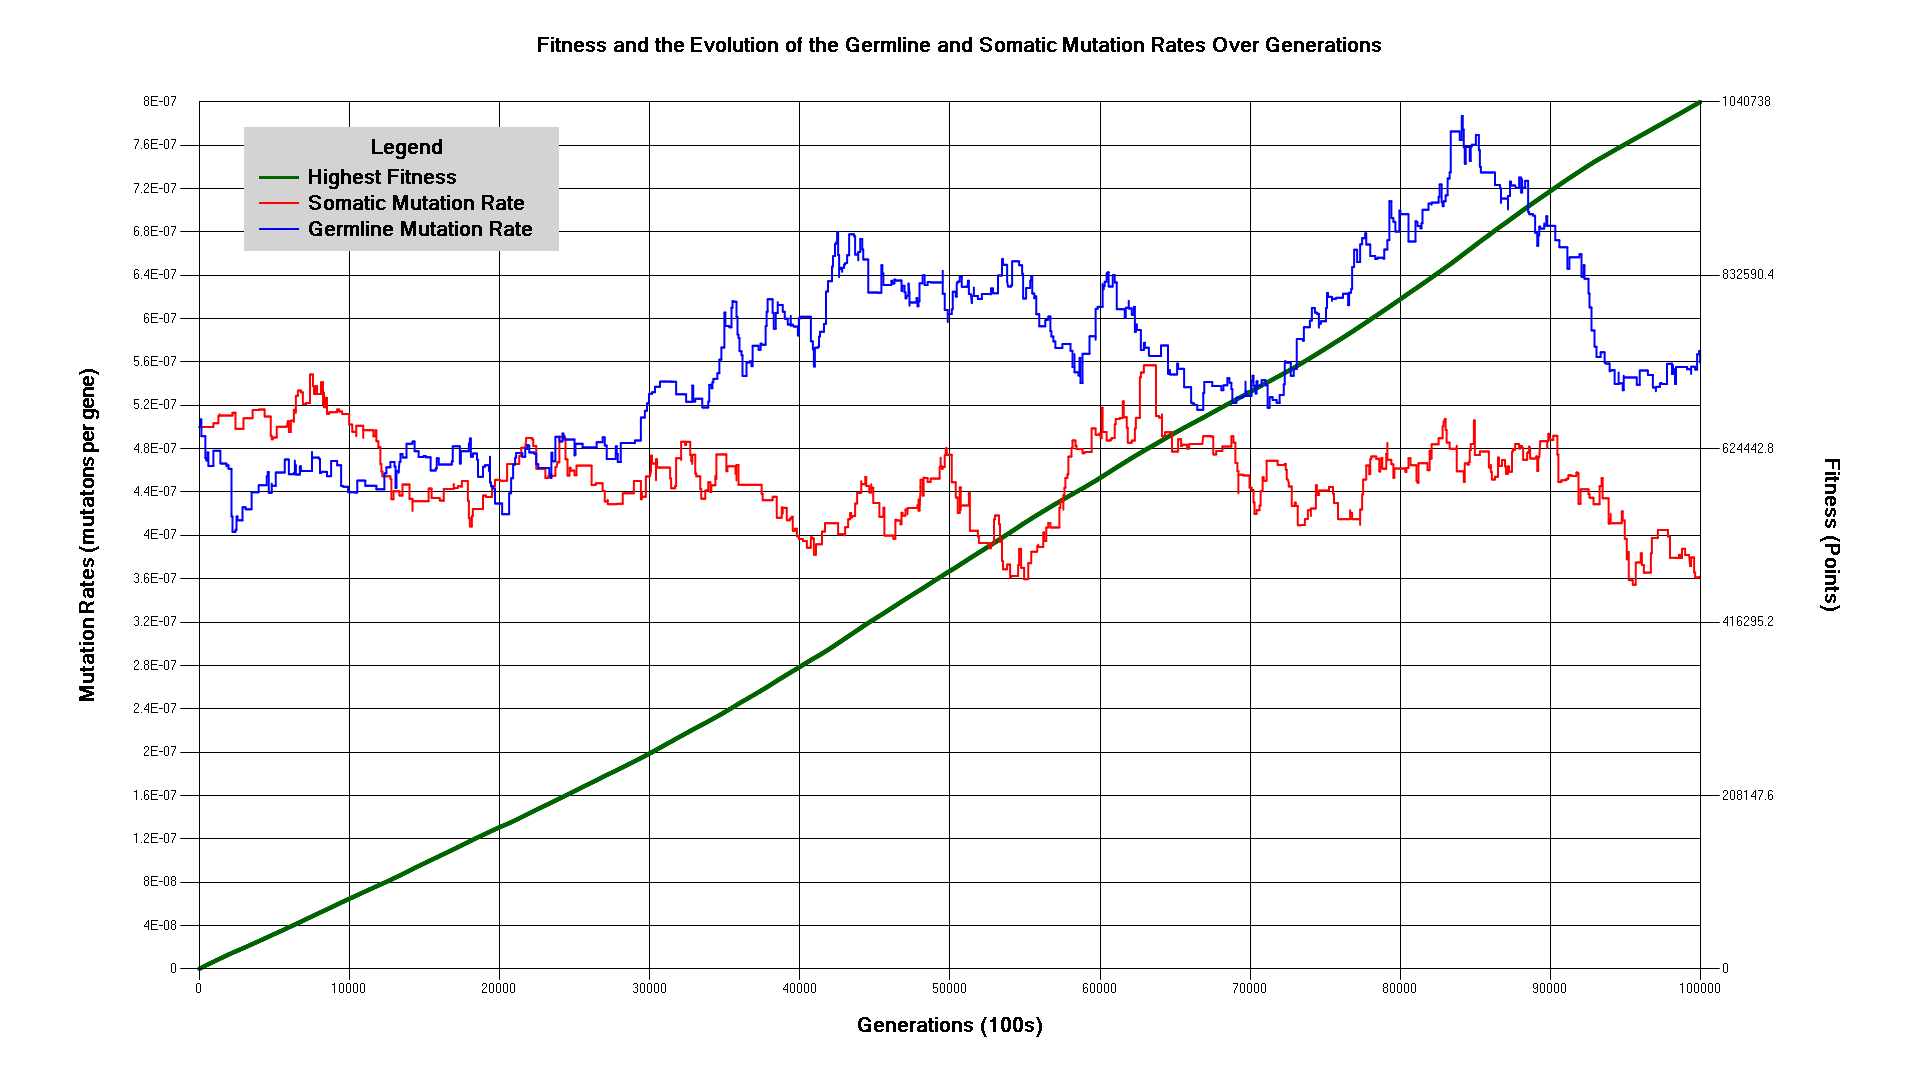 Fitness and the Evolution of the Germline and Somatic Mutation Rates Over Generations
8E-07
7.6E-07
7.2E-07
6.8E-07
6.4E-07
6E-07
5.6E-07
5.2E-07
4.8E-07
4.4E-07
4E-07
3.6E-07
3.2E-07
2.8E-07
2.4E-07
2E-07
1.6E-07
1.2E-07
8E-08
4E-08
0
Mutation Rates (mutatons per gene)
Legend
Highest Fitness
Somatic Mutation Rate
Germline Mutation Rate
1040738
832590.4
624442.8
416295.2
208147.6
0
Fitness (Points)
0 10000 20000 30000 40000 50000 60000 70000 80000 90000 100000
Generations (100s)